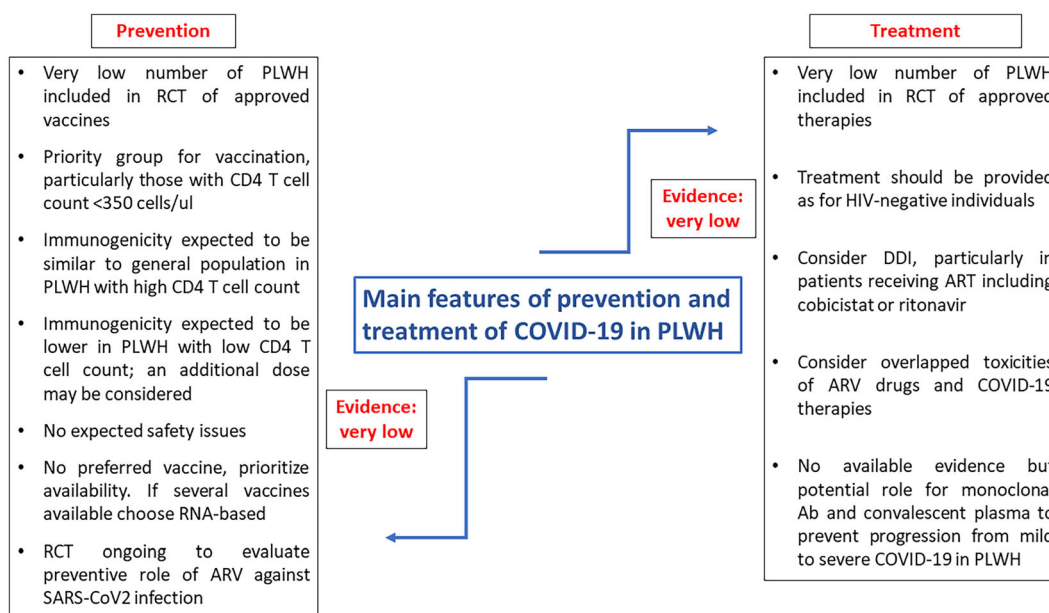 Prevention
• Very low number of PLWH
included in RCT of approved
vaccines
• Priority group for vaccination,
particularly those with CD4 T cell
count <350 cells/ul
• Immunogenicity expected to be
similar to general population in
PLWH with high CD4 T cell count
• Immunogenicity expected to be
lower in PLWH with low CD4 T
cell count; an additional dose
may be considered
• No expected safety issues
• No preferred vaccine, prioritize
availability. If several vaccines
available choose RNA-based
• RCT ongoing to evaluate
preventive role of ARV against
SARS-CoV2 infection
Evidence:
very low
Main features of prevention and
treatment of COVID-19 in PLWH
Evidence:
very low
Treatment
• Very low number of PLWH
included in RCT of approved
therapies
• Treatment should be provided
as for HIV-negative individuals
• Consider DDI, particularly in
patients receiving ART including
cobicistat or ritonavir
• Consider overlapped toxicities
of ARV drugs and COVID-19
therapies
• No available evidence but
potential role for monoclonal
Ab and convalescent plasma to
prevent progression from mild
to severe COVID-19 in PLWH